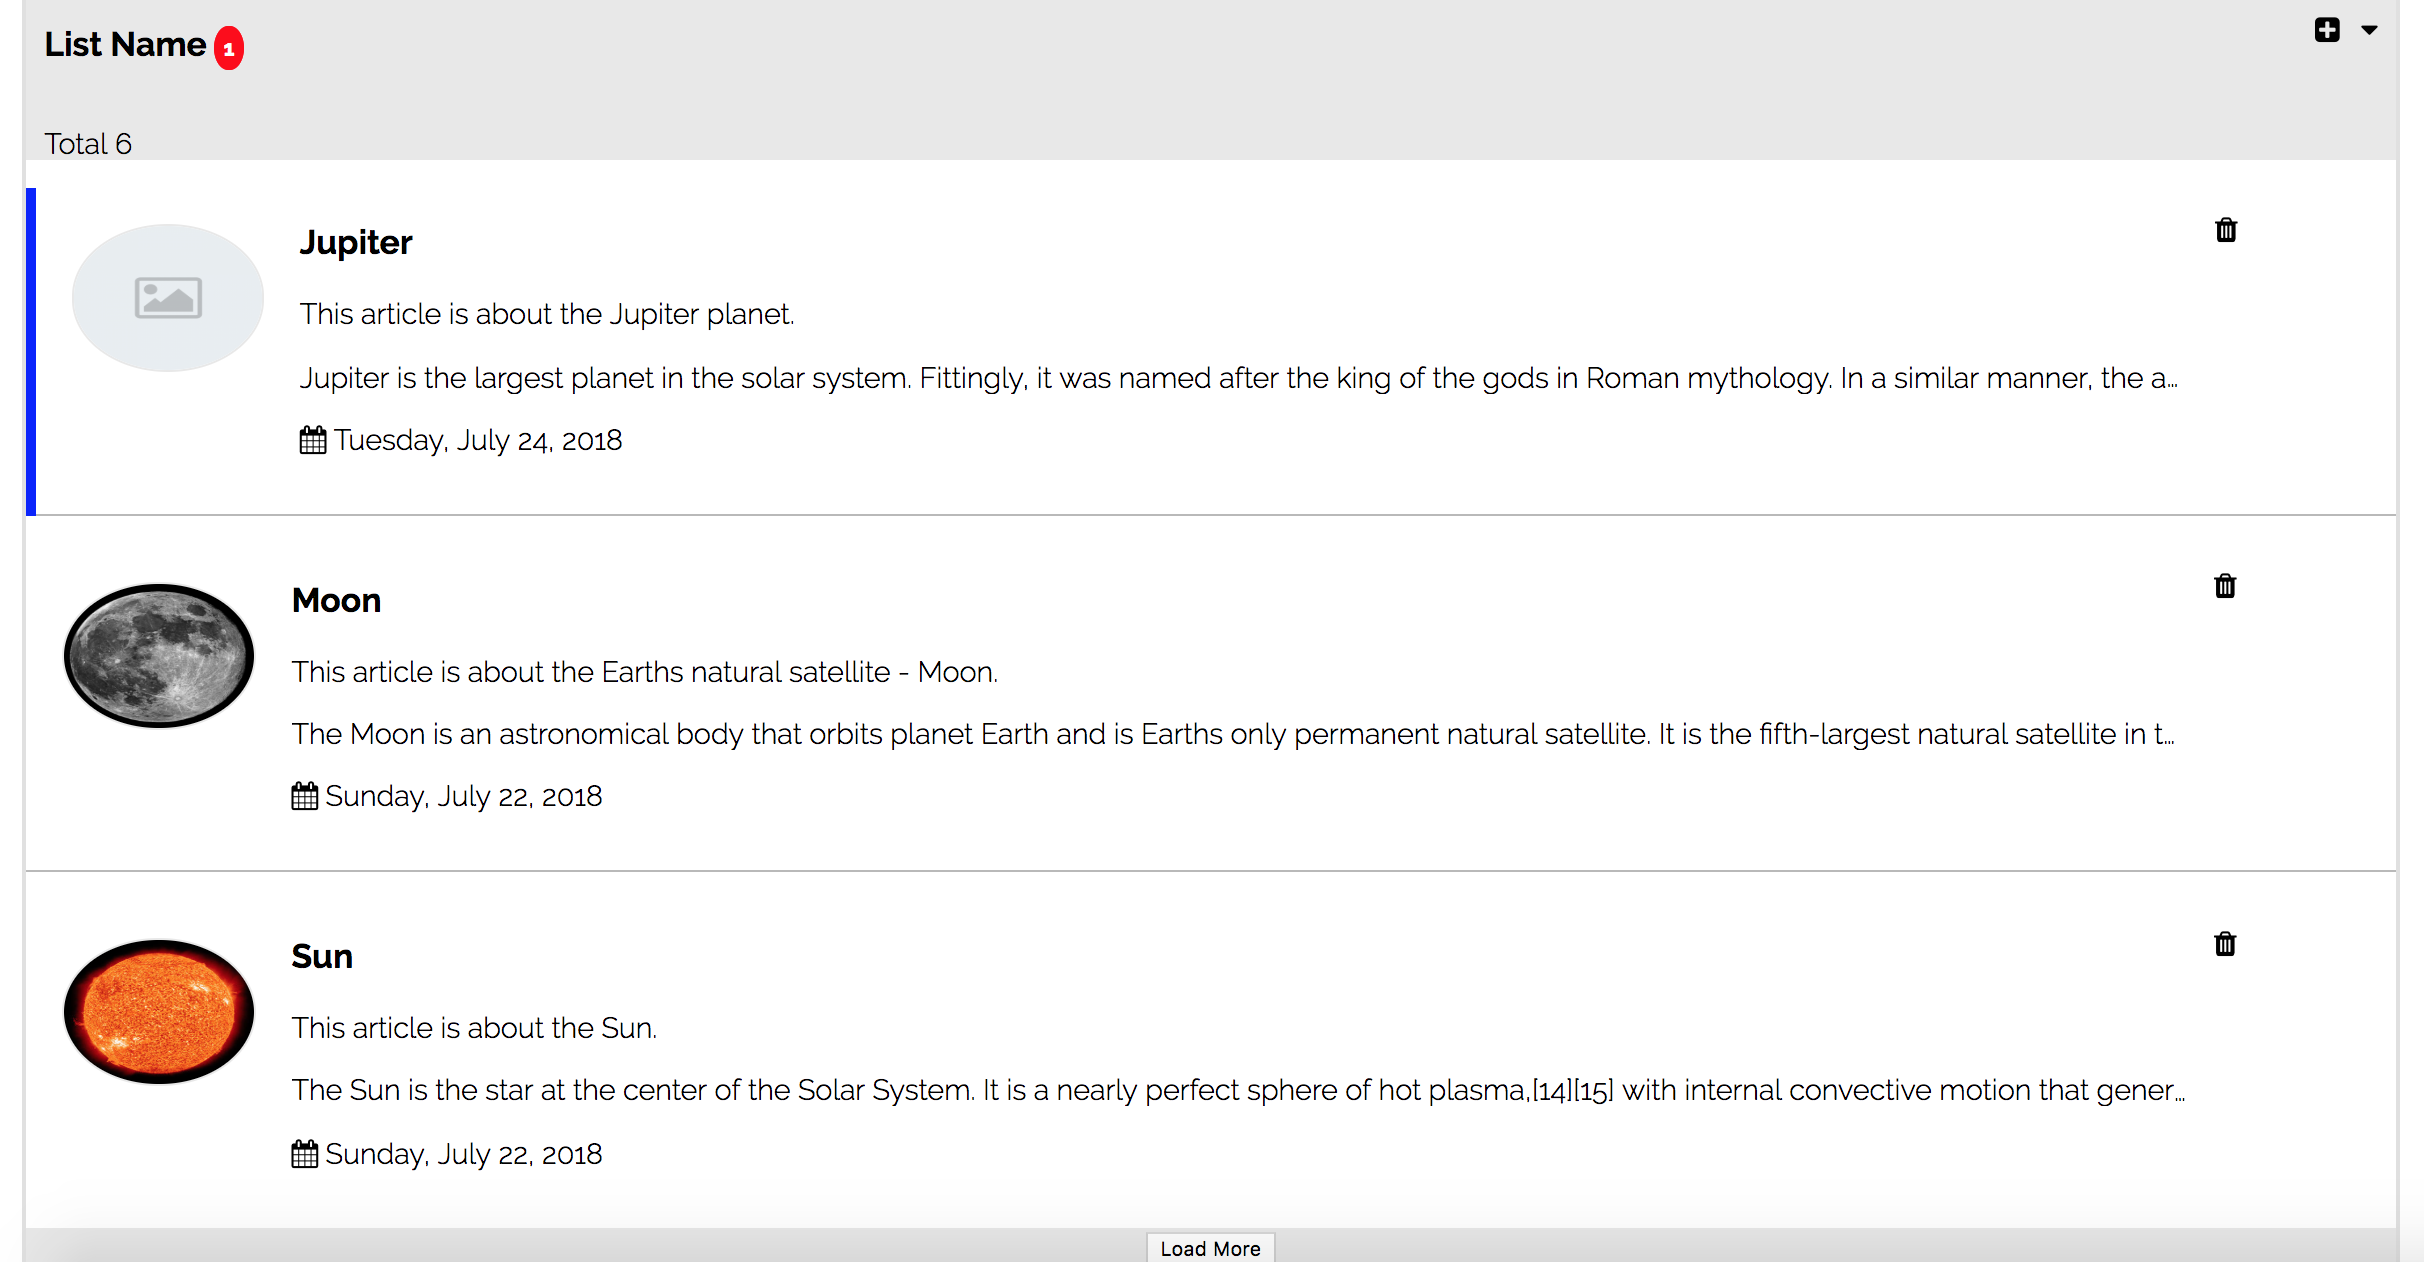 List Name 1
Total 6
Jupiter
This article is about the Jupiter planet.
Jupiter is the largest planet in the solar system. Fittingly, it was named after the king of the gods in Roman mythology. In a similar manner, the a...
Tuesday, July 24, 2018
Moon
This article is about the Earths natural satellite - Moon.
The Moon is an astronomical body that orbits planet Earth and is Earths only permanent natural satellite. It is the fifth-largest natural satellite in t...
Sunday, July 22, 2018
Sun
This article is about the Sun.
The Sun is the star at the center of the Solar System. It is a nearly perfect sphere of hot plasma,[14][15] with internal convective motion that gener...
Sunday, July 22, 2018
Load More